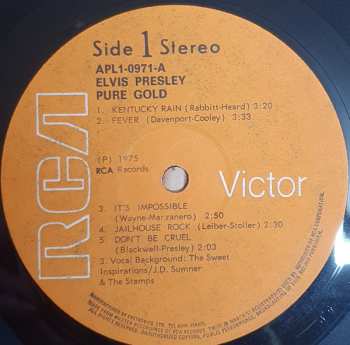 Side 1 Stereo
APL1-0971-A
ELVIS PRESLEY
PURE GOLD
1. KENTUCKY RAIN (Rabbitt-Heard) 3:20
2. FEVER (Davenport-Cooley) 3:33
(P) 1975
RCA Records
RCA
Victor
3. IT'S IMPOSSIBLE
(Wayne-Marzanero) 2:50
4. JAILHOUSE ROCK (Leiber-Stoller) 2:30
5. DON'T BE CRUEL
(Blackwell-Presley) 2:03
3. Vocal Background: The Sweet
Inspirations/J.D. Sumner
& The Stamps